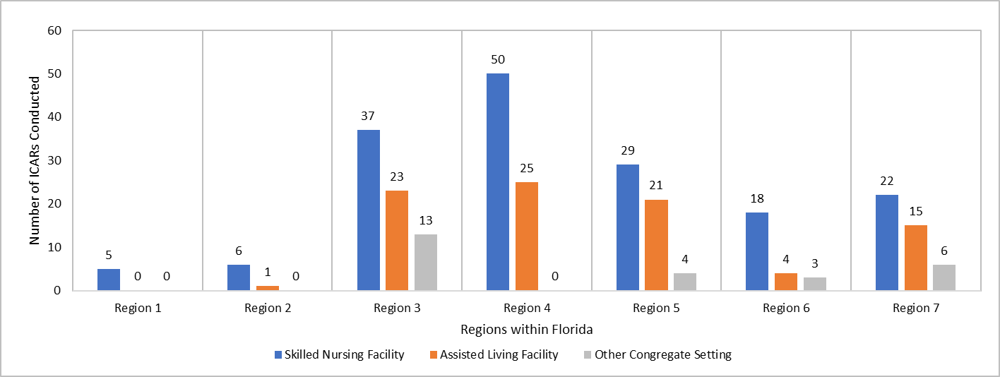 Number of ICARs Conducted
60
50
40
30
20
10
0
5
0
0
6
1
0
37
23
13
50
25
0
29
21
4
18
4
3
22
15
6
Region 1
Region 2
Region 3
Region 4
Region 5
Region 6
Region 7
Regions within Florida
Skilled Nursing Facility
Assisted Living Facility
Other Congregate Setting